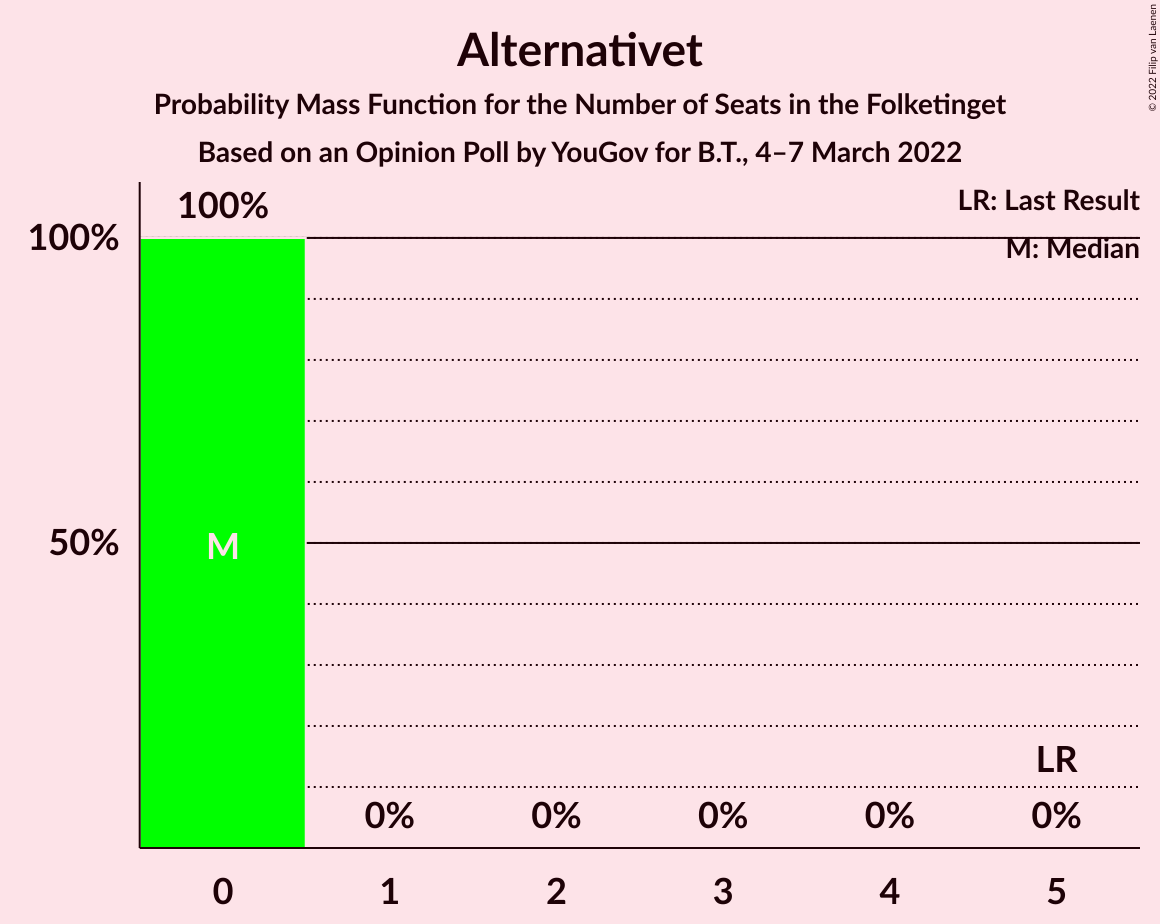 Alternativet
Probability Mass Function for the Number of Seats in the Folketinget
Based on an Opinion Poll by YouGov for B.T., 4–7 March 2022
© 2022 Filip van Laenen
LR: Last Result
M: Median
100%
100%
50%
M
LR
0%
0%
0%
0%
0%
0
1
2
3
4
5